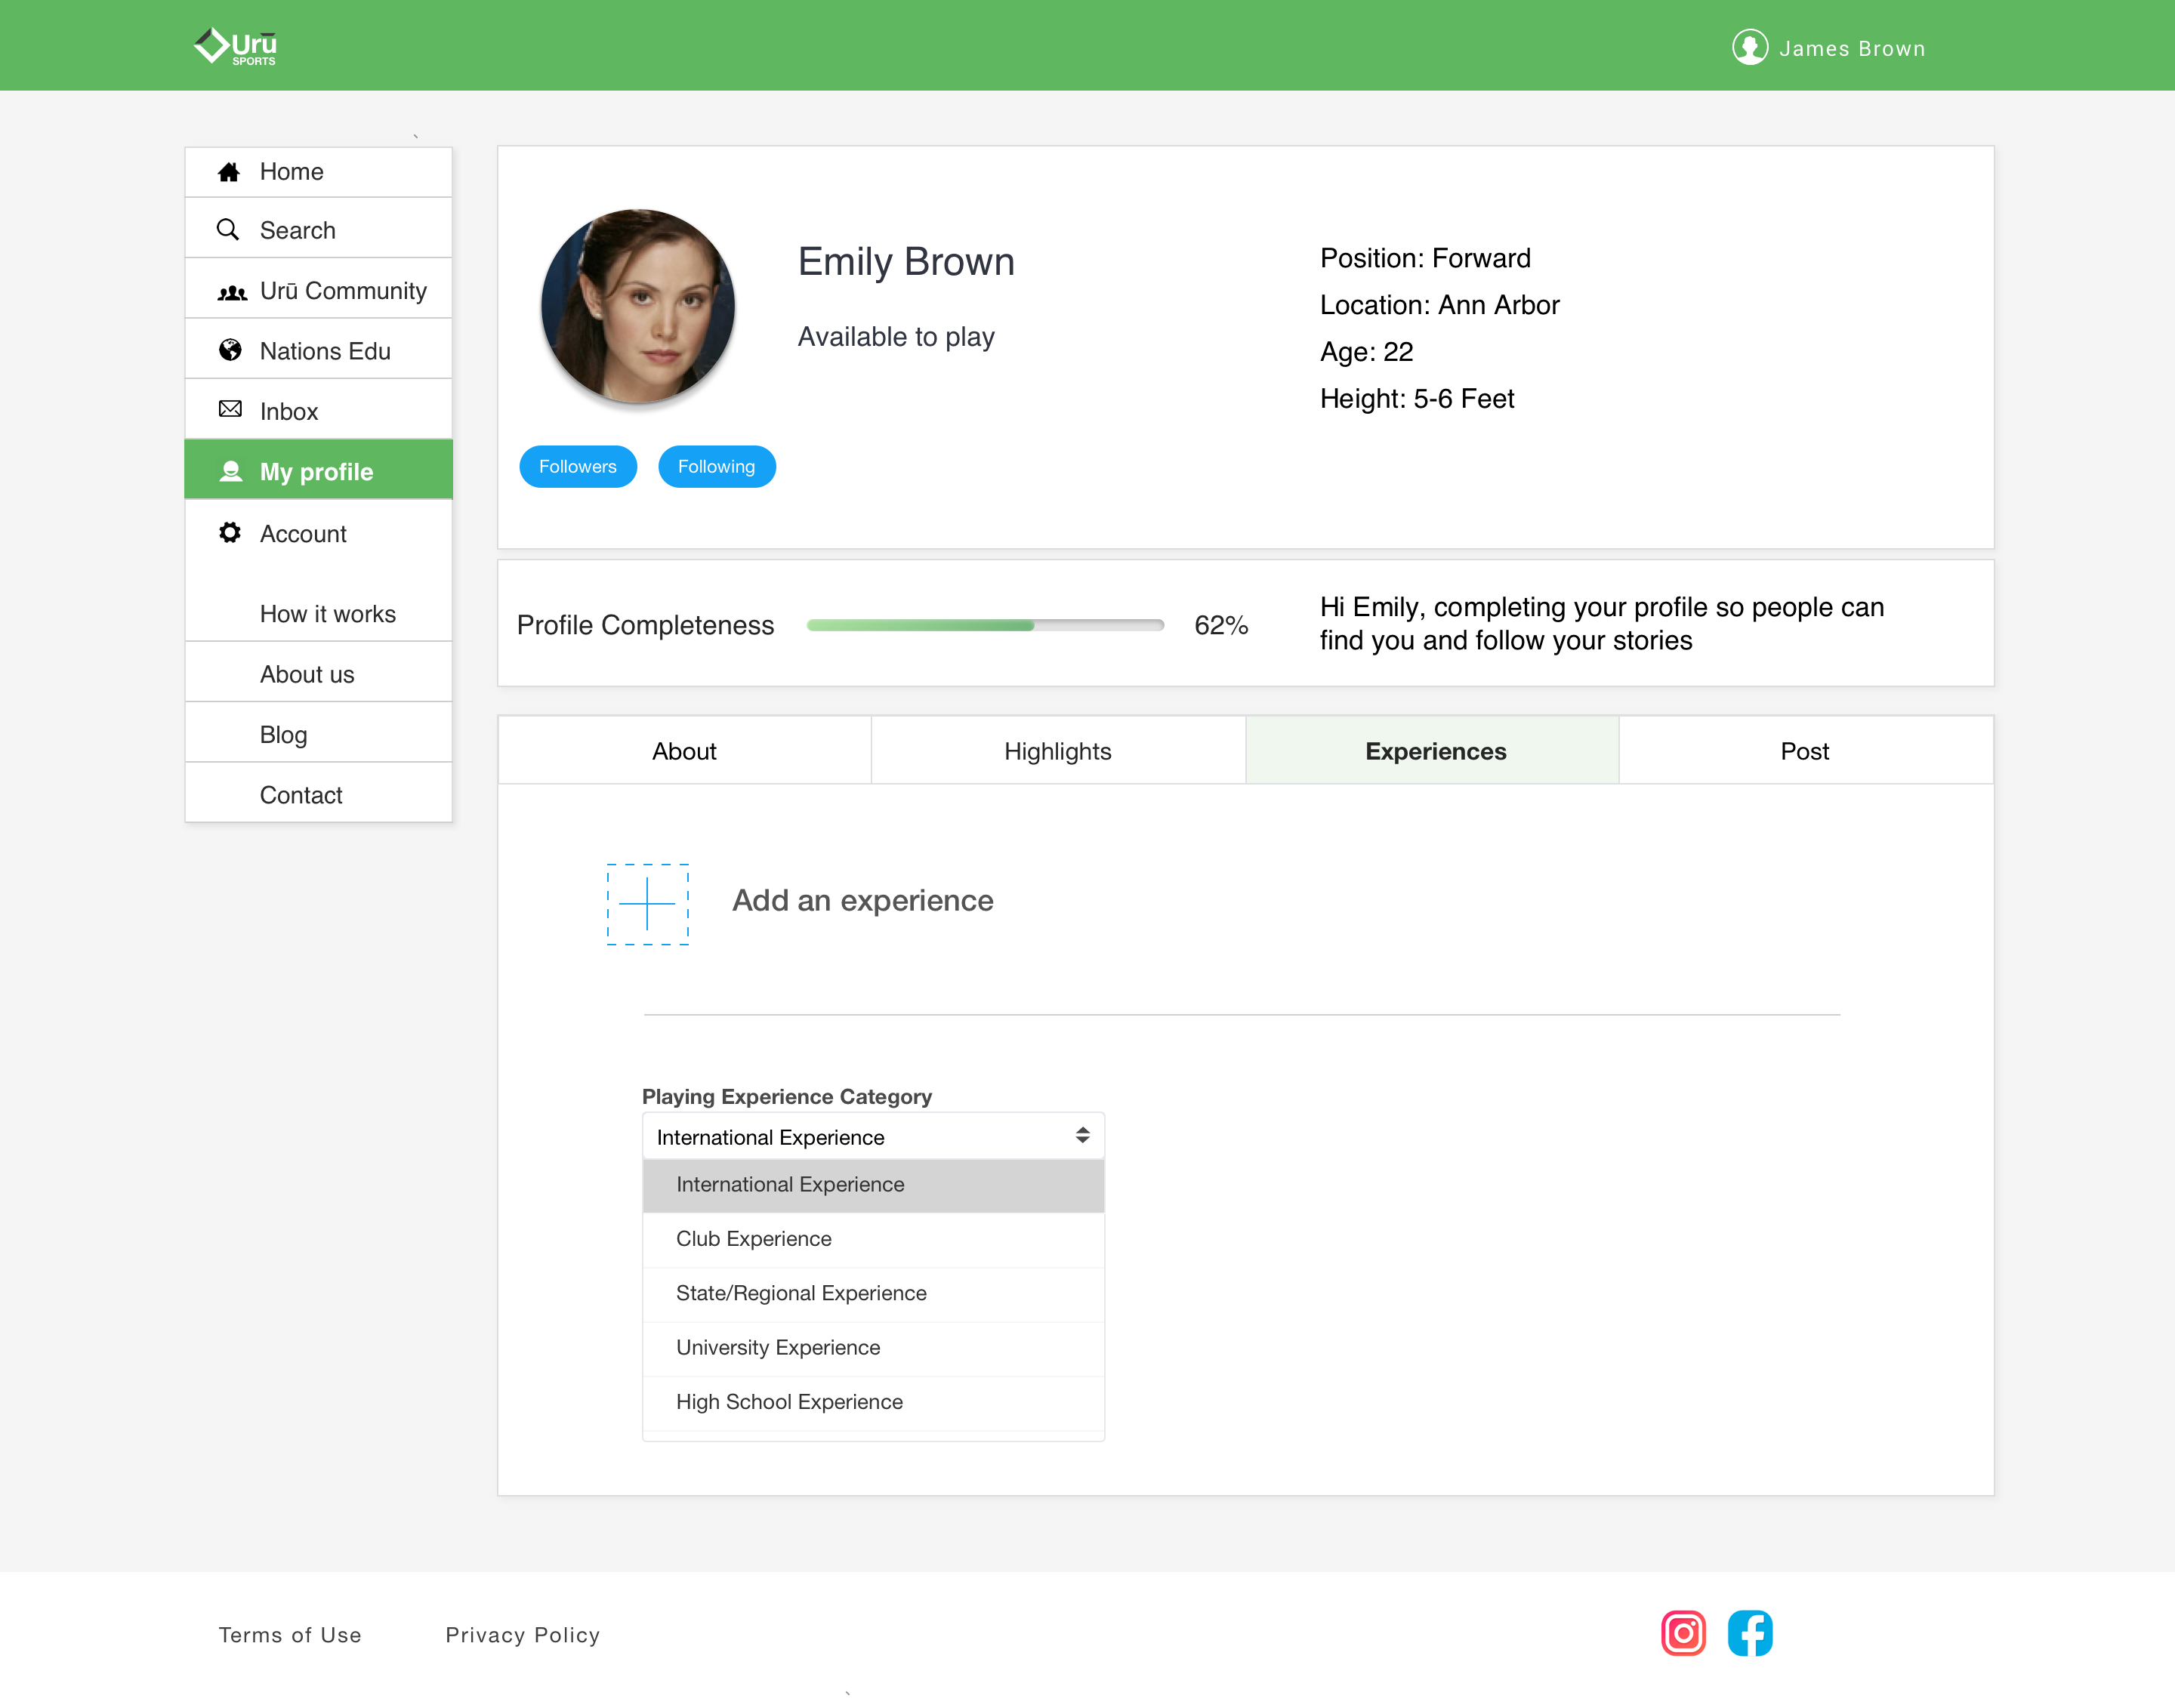 Urū
SPORTS
James Brown
Home
Search
Urū Community
Nations Edu
Inbox
My profile
Account
How it works
About us
Blog
Contact
Emily Brown
Available to play
Position: Forward
Location: Ann Arbor
Age: 22
Height: 5-6 Feet
Followers
Following
Profile Completeness
62%
Hi Emily, completing your profile so people can
find you and follow your stories
About
Highlights
Experiences
Post
Add an experience
Playing Experience Category
International Experience
International Experience
Club Experience
State/Regional Experience
University Experience
High School Experience
Terms of Use
Privacy Policy